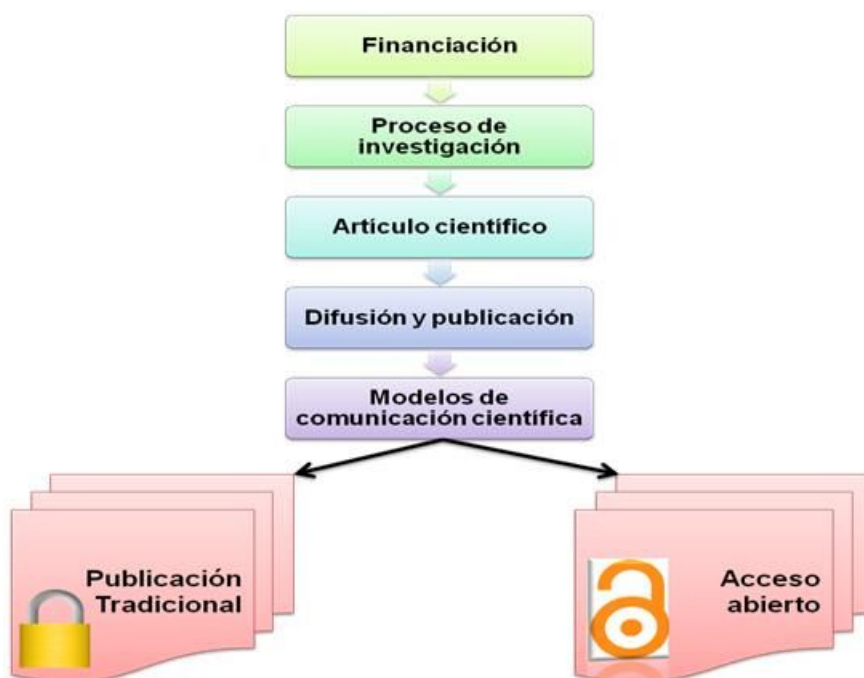 Financiación
Proceso de
investigación
Artículo científico
Difusión y publicación
Modelos de
comunicación científica
Publicación
Tradicional
Acceso
abierto